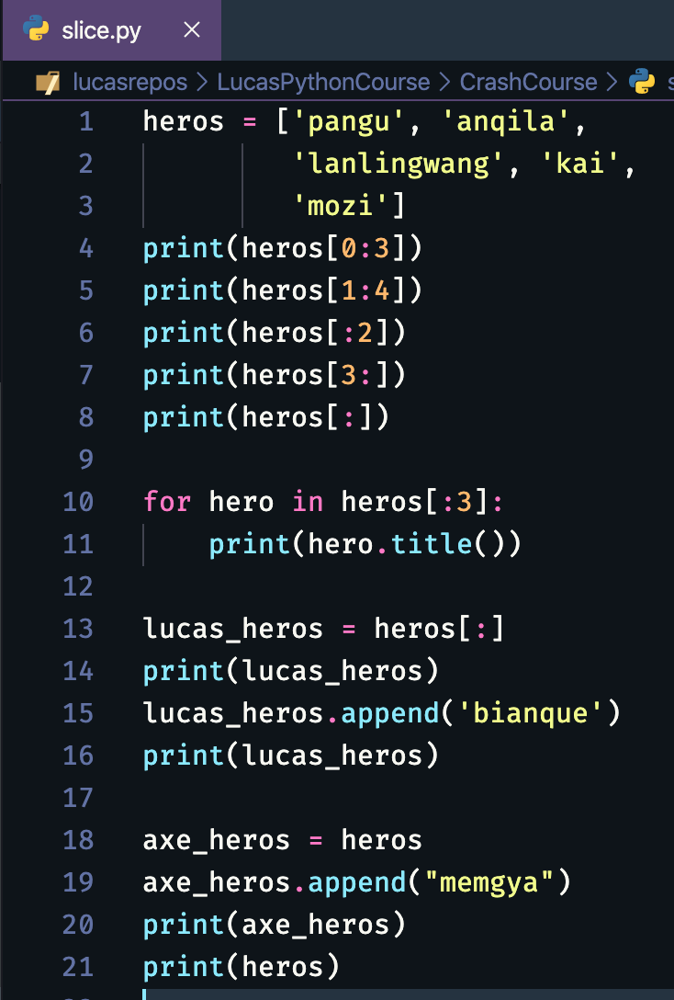 slice.py ×
lucasrepos > LucasPythonCourse > CrashCourse >
1 heros = ['pangu', 'anqila',
2 'lanlingwang', 'kai',
3 'mozi']
4 print(heros[0:3])
5 print(heros[1:4])
6 print(heros[:2])
7 print(heros[3:])
8 print(heros[:])
9
10 for hero in heros[:3]:
11     print(hero.title())
12
13 lucas_heros = heros[:]
14 print(lucas_heros)
15 lucas_heros.append('bianque')
16 print(lucas_heros)
17
18 axe_heros = heros
19 axe_heros.append("memgya")
20 print(axe_heros)
21 print(heros)